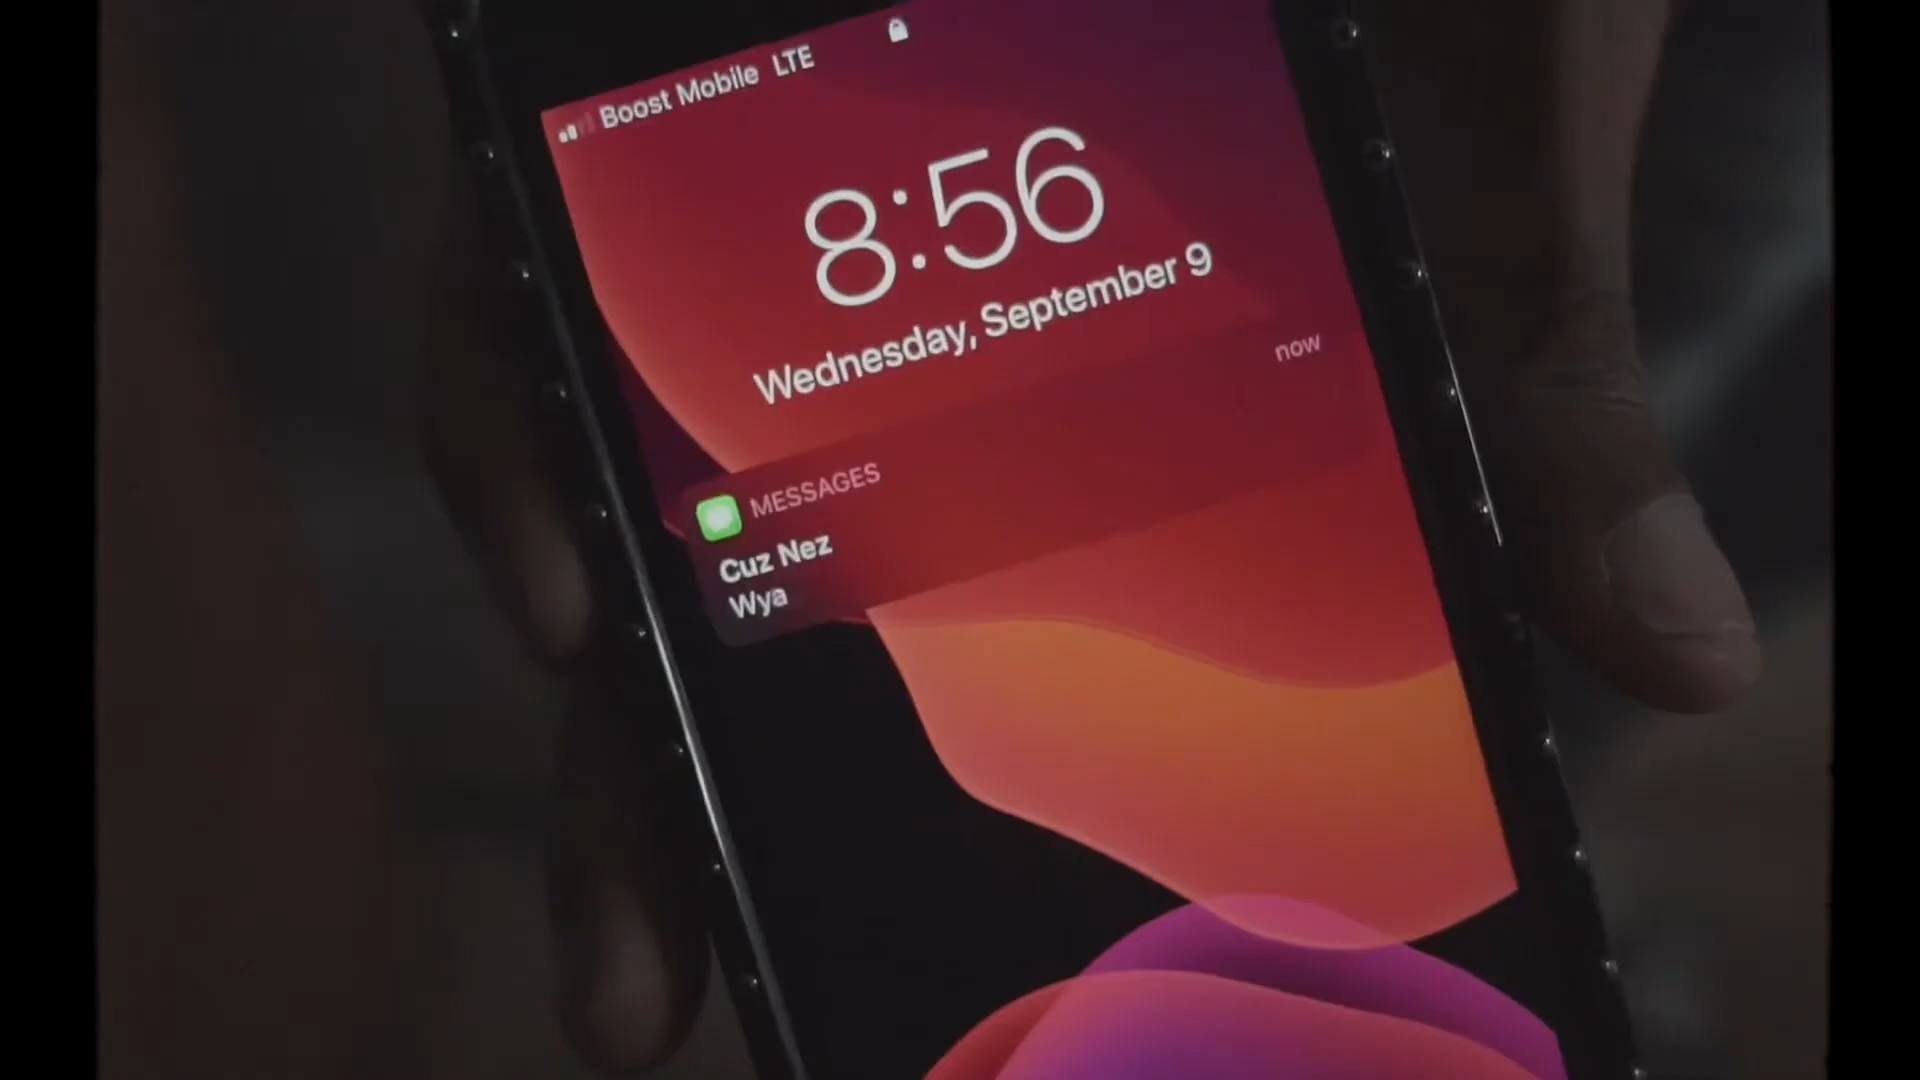 Boost Mobile LTE
8:56
Wednesday, September 9
MESSAGES
now
Cuz Nez
Wya